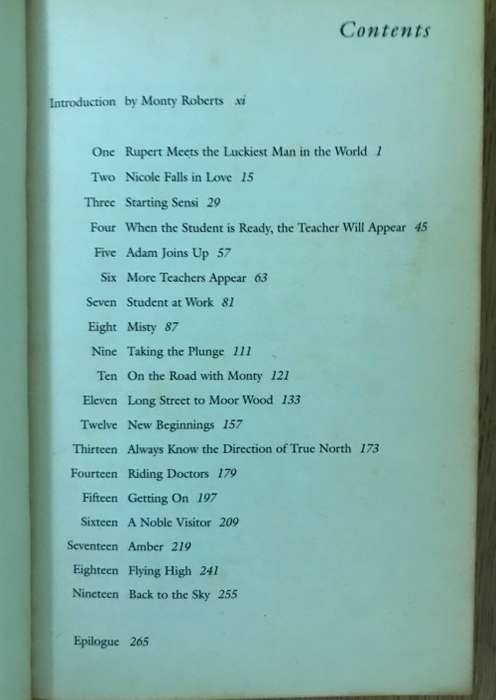 Contents
Introduction by Monty Roberts xi
One Rupert Meets the Luckiest Man in the World 1
Two Nicole Falls in Love 15
Three Starting Sensi 29
Four When the Student is Ready, the Teacher Will Appear 45
Five Adam Joins Up 57
Six More Teachers Appear 63
Seven Student at Work 81
Eight Misty 87
Nine Taking the Plunge 111
Ten On the Road with Monty 121
Eleven Long Street to Moor Wood 133
Twelve New Beginnings 157
Thirteen Always Know the Direction of True North 173
Fourteen Riding Doctors 179
Fifteen Getting On 197
Sixteen A Noble Visitor 209
Seventeen Amber 219
Eighteen Flying High 241
Nineteen Back to the Sky 255
Epilogue 265